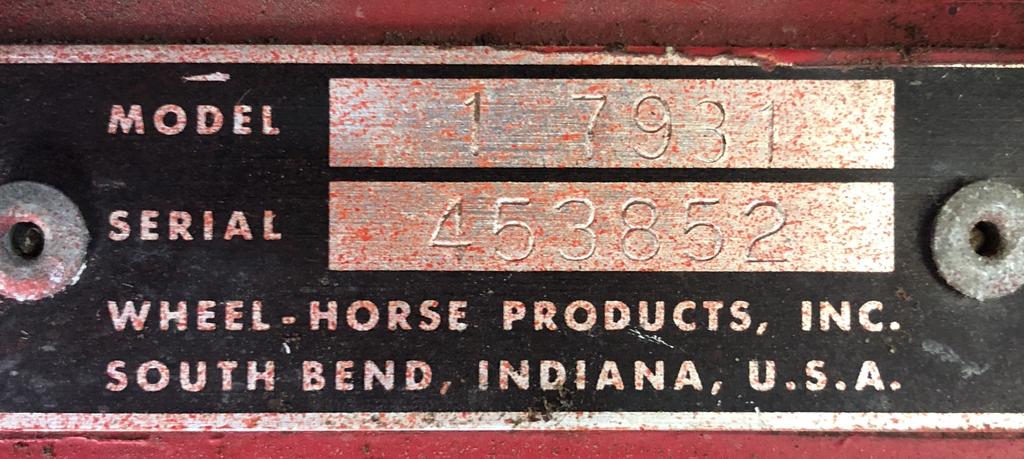 MODEL 1 7931
SERIAL 453852
WHEEL-HORSE PRODUCTS, INC.
SOUTH BEND, INDIANA, U.S.A.